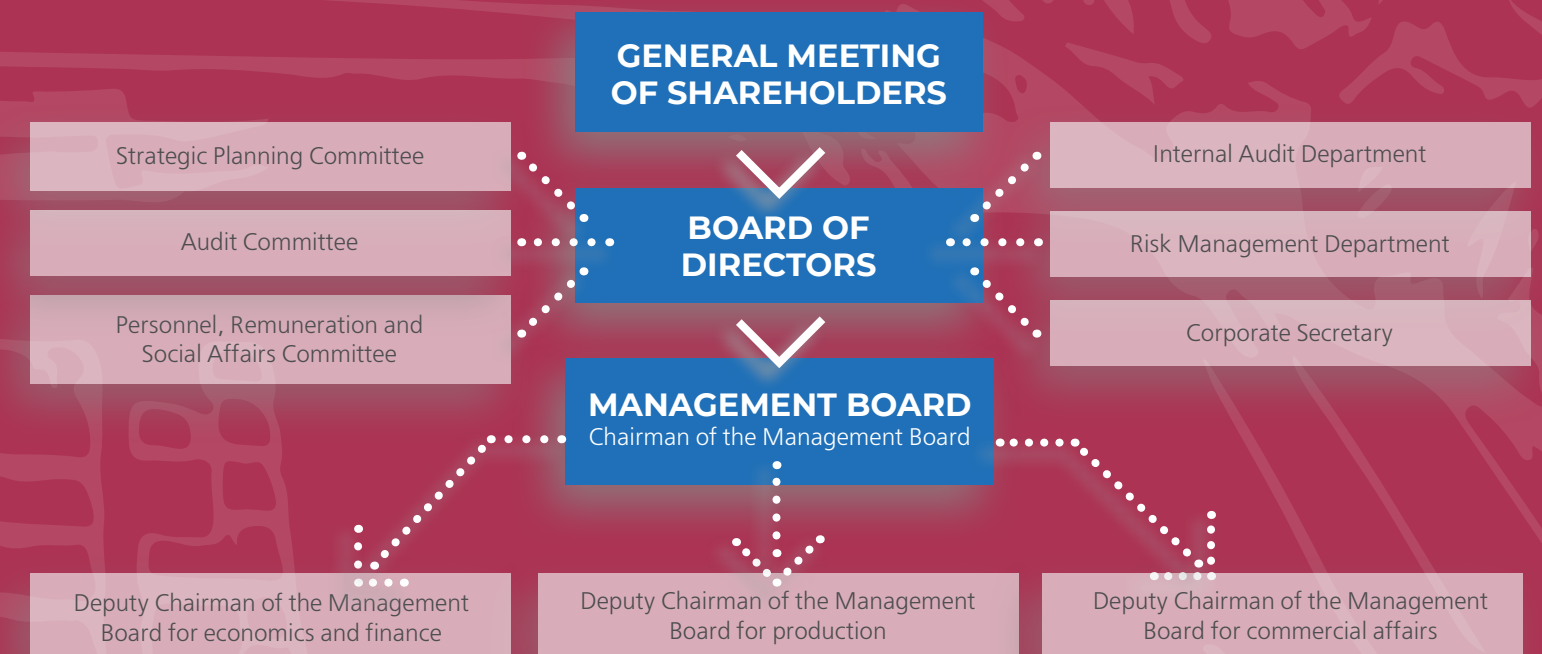 GENERAL MEETING
OF SHAREHOLDERS
Strategic Planning Committee
Audit Committee
Personnel, Remuneration and
Social Affairs Committee
BOARD OF
DIRECTORS
Internal Audit Department
Risk Management Department
Corporate Secretary
MANAGEMENT BOARD
Chairman of the Management Board
Deputy Chairman of the Management
Board for economics and finance
Deputy Chairman of the Management
Board for production
Deputy Chairman of the Management
Board for commercial affairs